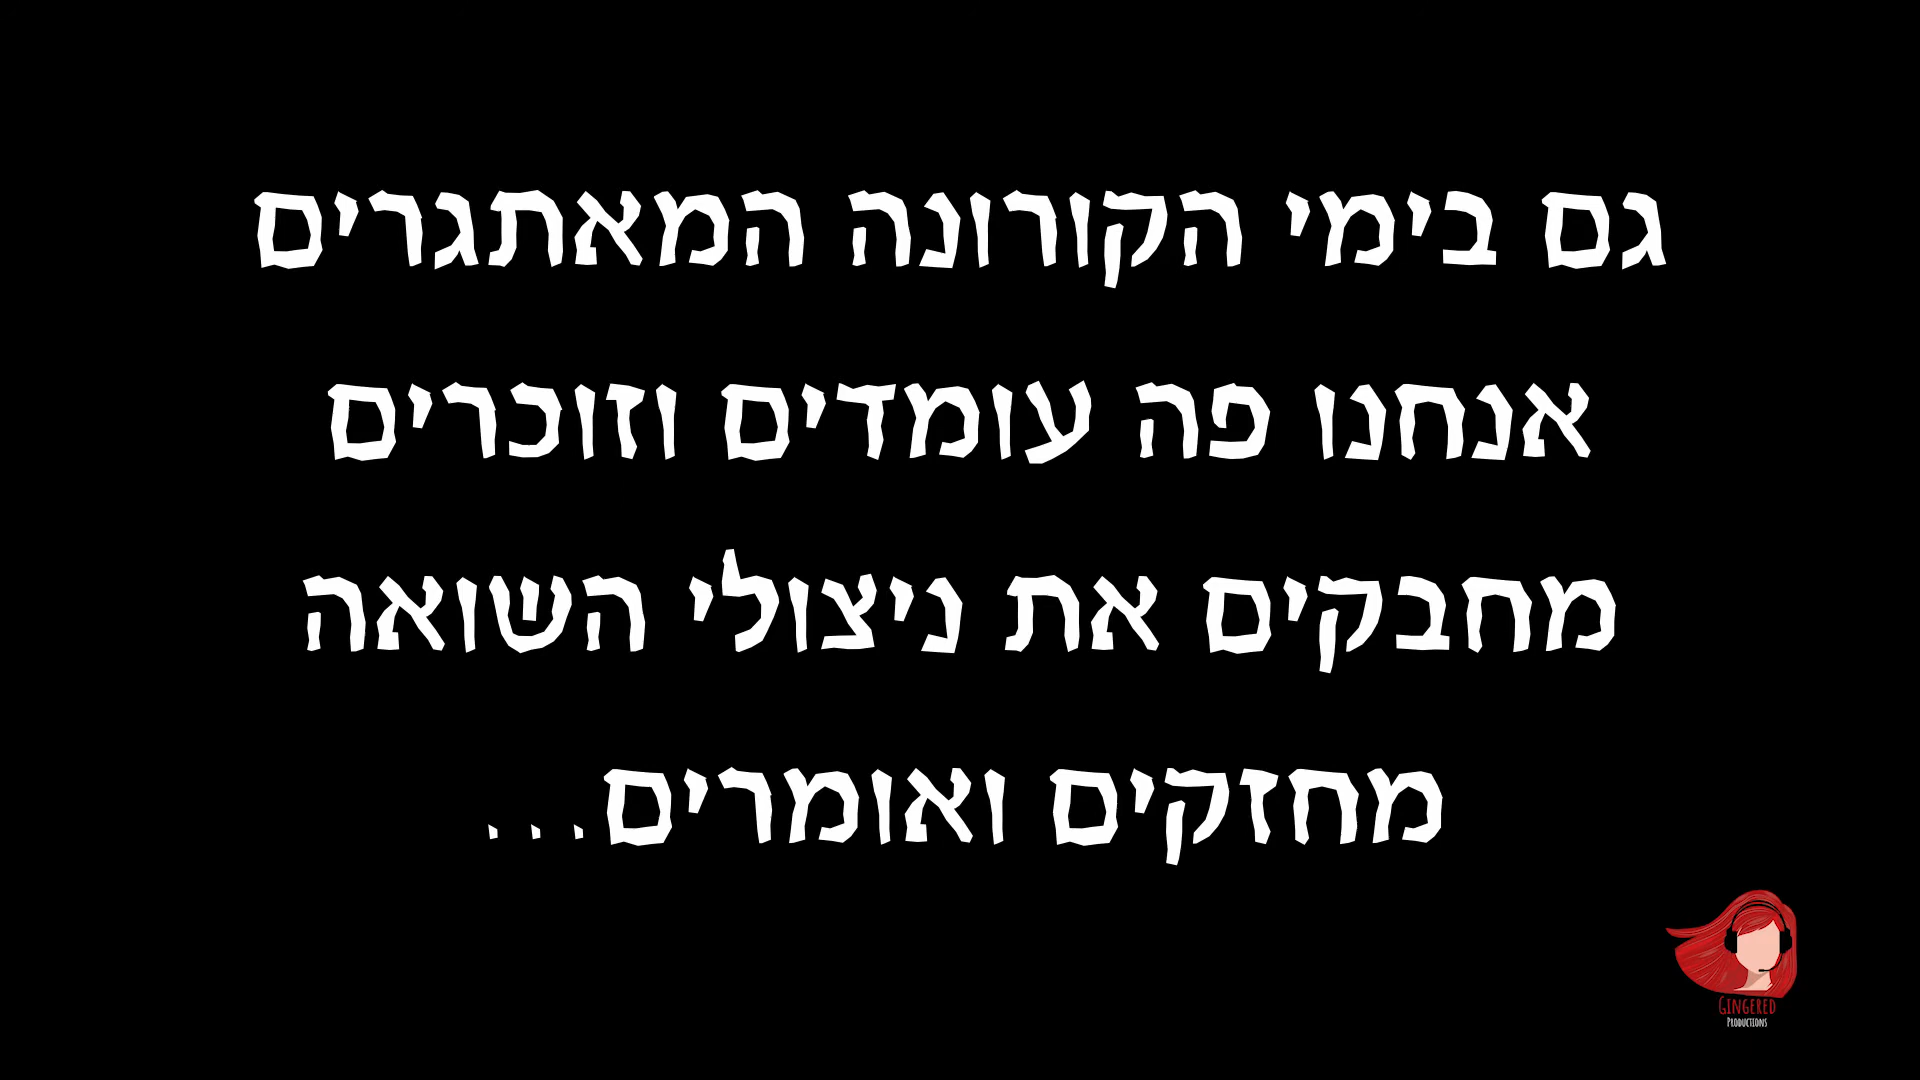 גם בימי הקורונה המאתגרים
אנחנו פה עומדים וזוכרים
מחבקים את ניצולי השואה
מחזקים ואומרים...
GINGERED
PRODUCTIONS